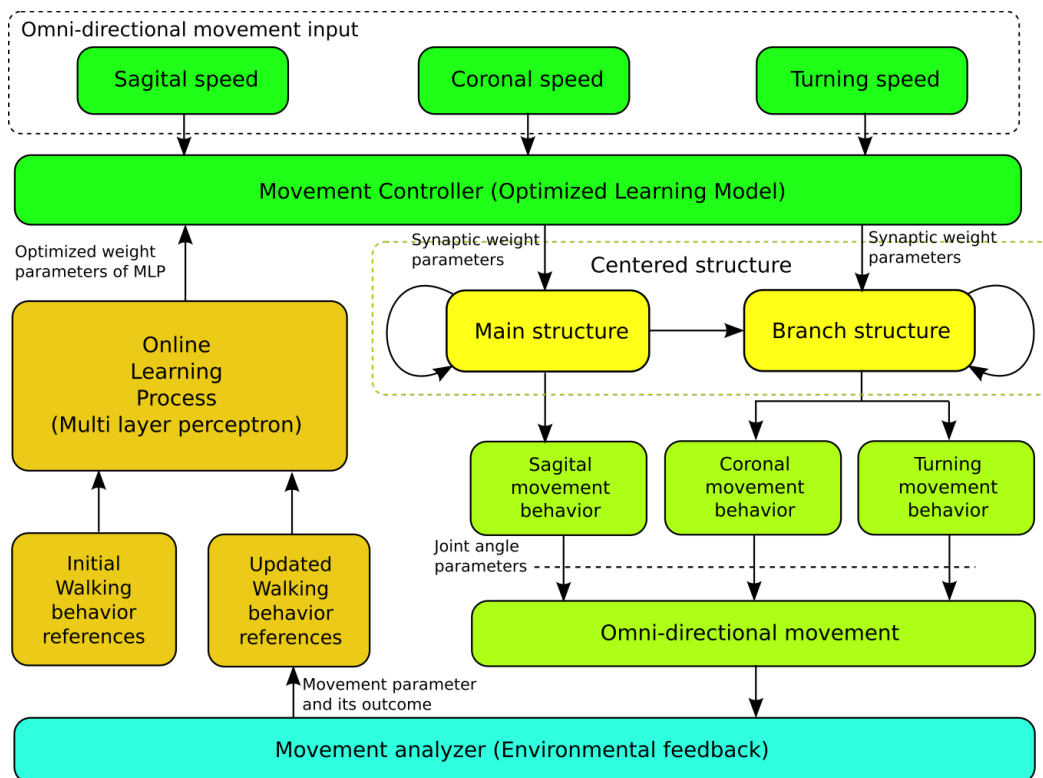 Omni-directional movement input
Sagital speed
Coronal speed
Turning speed
Movement Controller (Optimized Learning Model)
Optimized weight
parameters of MLP
Synaptic weight
parameters
Synaptic weight
parameters
Centered structure
Main structure
Branch structure
Online
Learning
Process
(Multi layer perceptron)
Sagital
movement
behavior
Coronal
movement
behavior
Turning
movement
behavior
Initial
Walking
behavior
references
Updated
Walking
behavior
references
Joint angle
parameters
Omni-directional movement
Movement parameter
and its outcome
Movement analyzer (Environmental feedback)